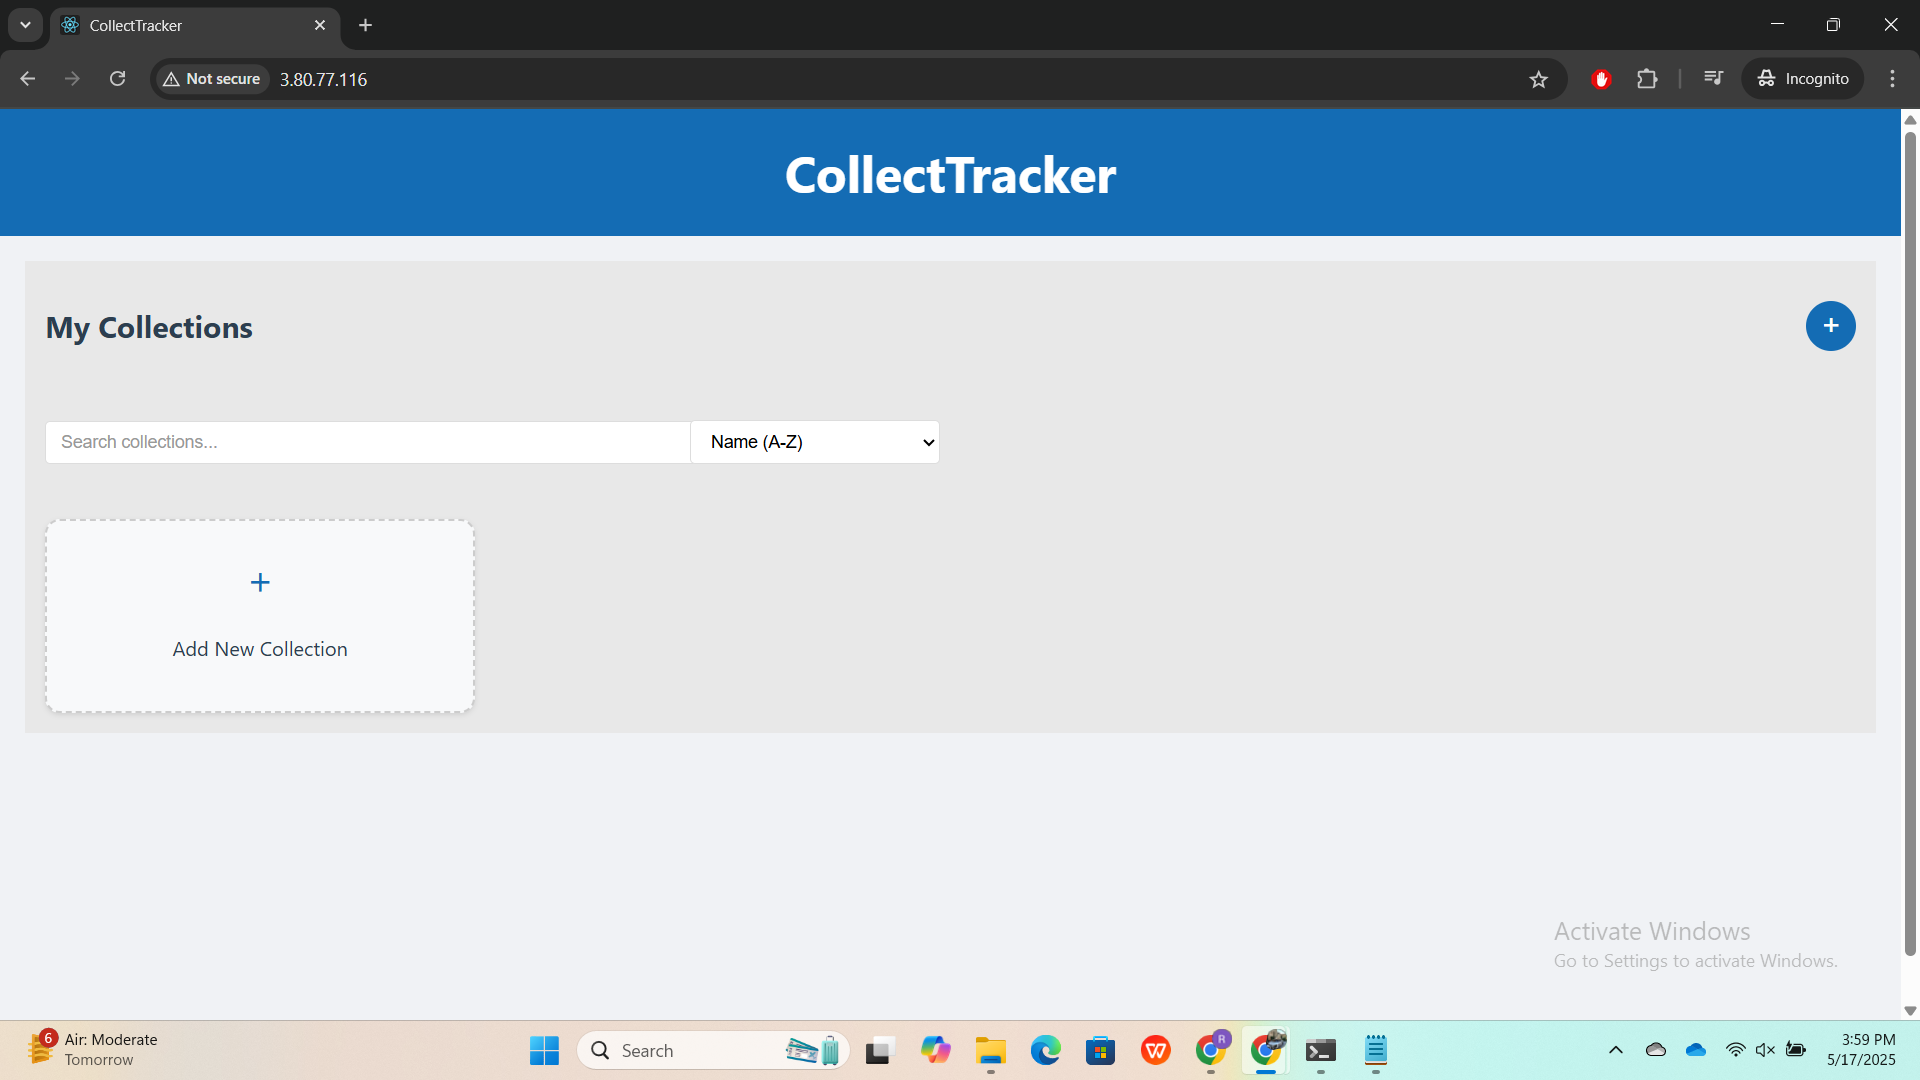 CollectTracker
Not secure
3.80.77.116
Incognito
CollectTracker
My Collections
+
Search collections...
Name (A-Z)
+
Add New Collection
Activate Windows
Go to Settings to activate Windows.
6
Air: Moderate
Tomorrow
Search
W
R
3:59 PM
5/17/2025